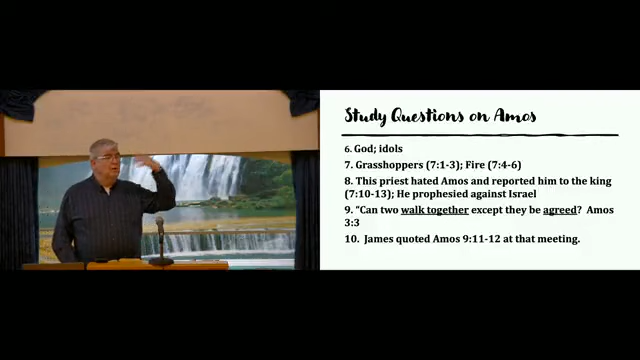 Study Questions on Amos
6. God; idols
7. Grasshoppers (7:1-3); Fire (7:4-6)
8. This priest hated Amos and reported him to the king
(7:10-13); He prophesied against Israel
9. “Can two walk together except they be agreed?  Amos
3:3
10.  James quoted Amos 9:11-12 at that meeting.